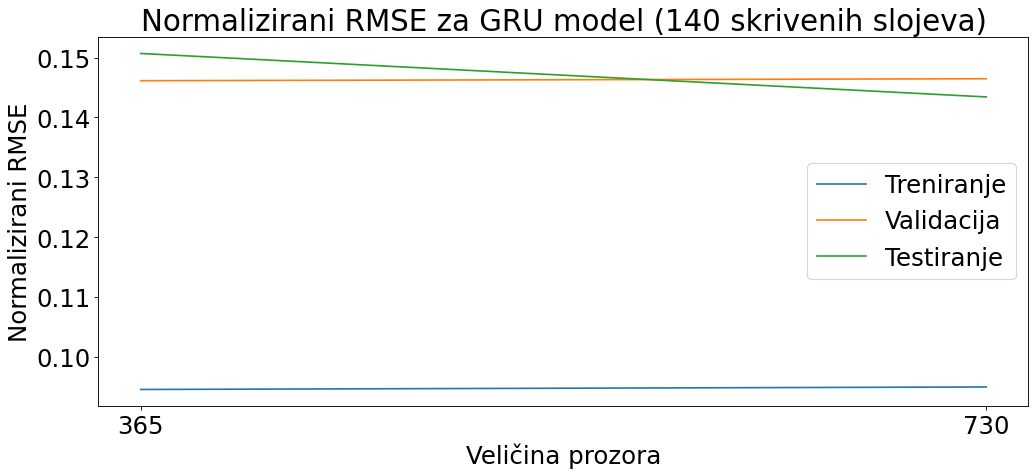 Normalizirani RMSE za GRU model (140 skrivenih slojeva)
Normalizirani RMSE
0.15
0.14
0.13
0.12
0.11
0.10
Treniranje
Validacija
Testiranje
365
730
Veličina prozora